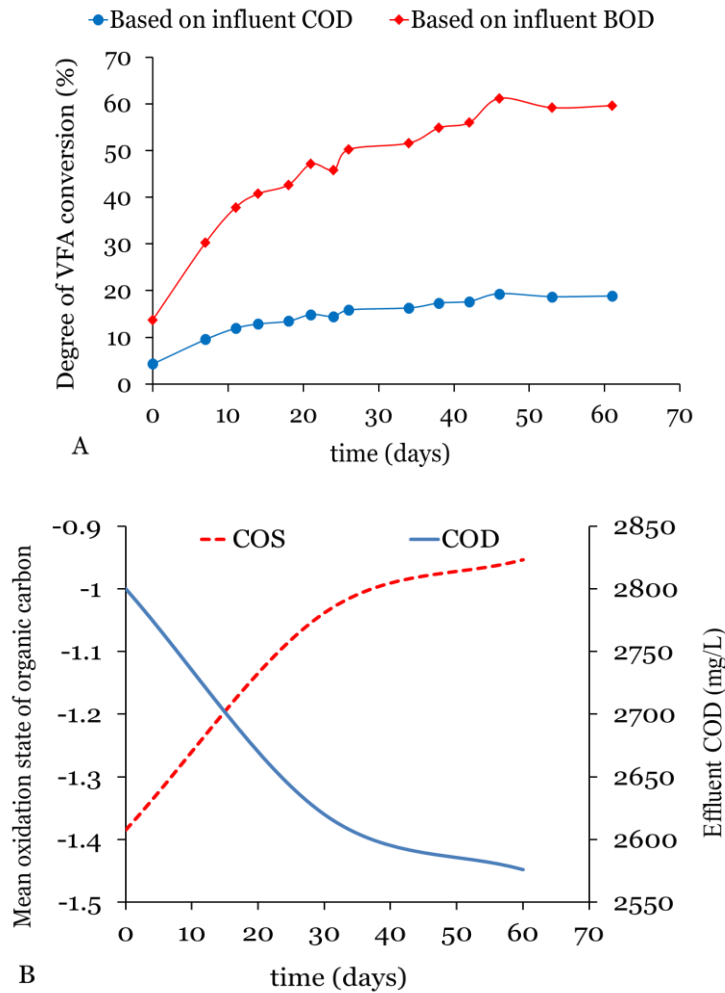 Based on influent COD Based on influent BOD
Degree of VFA conversion (%)
70
60
50
40
30
20
10
0
0 10 20 30 40 50 60 70
time (days)
A
COS COD
Mean oxidation state of organic carbon
-0.9
-1
-1.1
-1.2
-1.3
-1.4
-1.5
2850
2800
2750
2700
2650
2600
2550
Effluent COD (mg/L)
0 10 20 30 40 50 60 70
time (days)
B